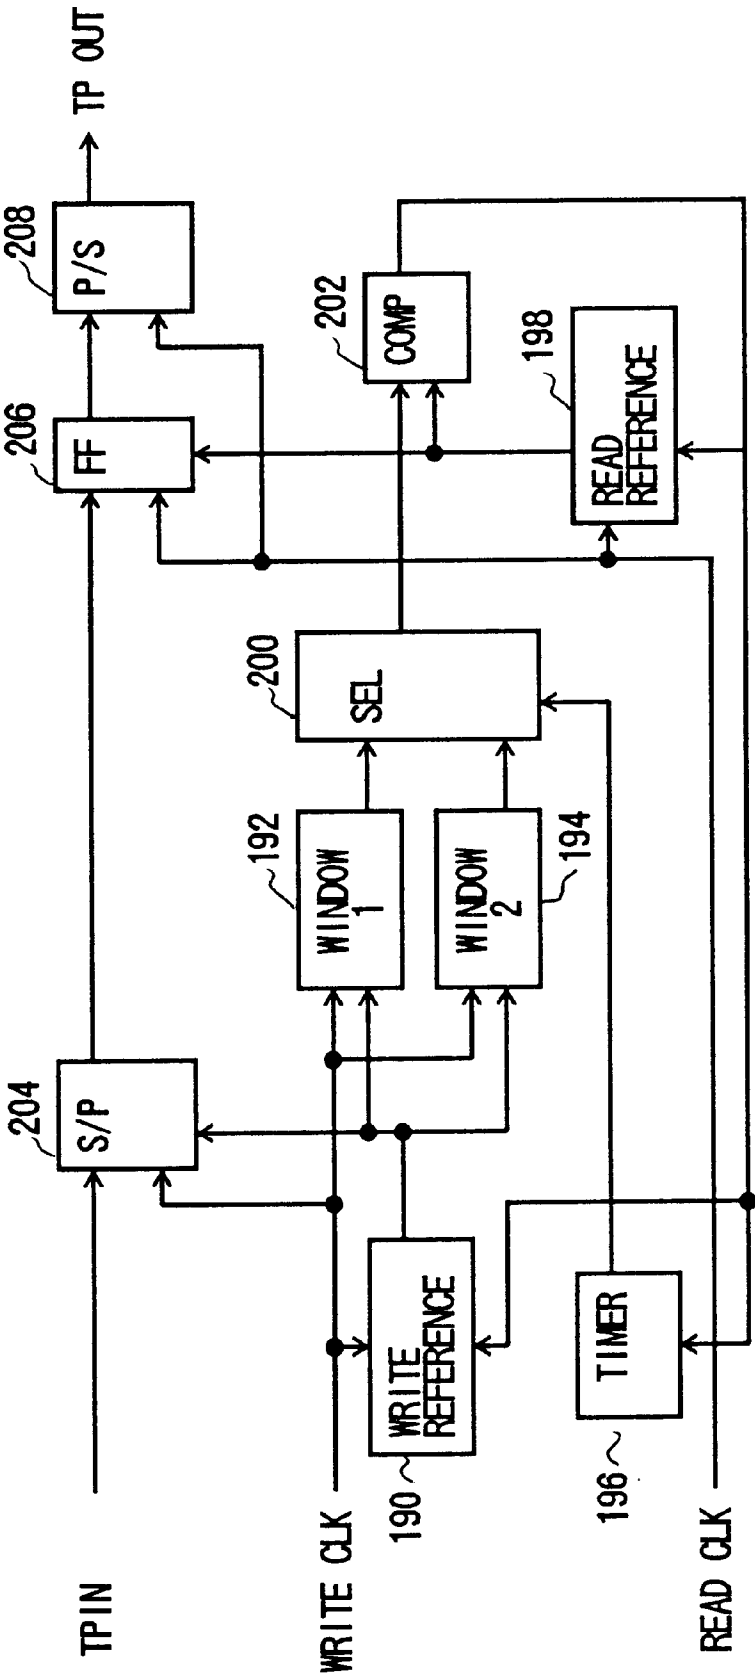 TPIN
204
S/P
206
FF
208
P/S
TP OUT
WRITE CLK
192
WINDOW
1
200
SEL
202
COMP
190
WRITE
REFERENCE
WINDOW
2
194
198
READ
REFERENCE
196
TIMER
READ CLK